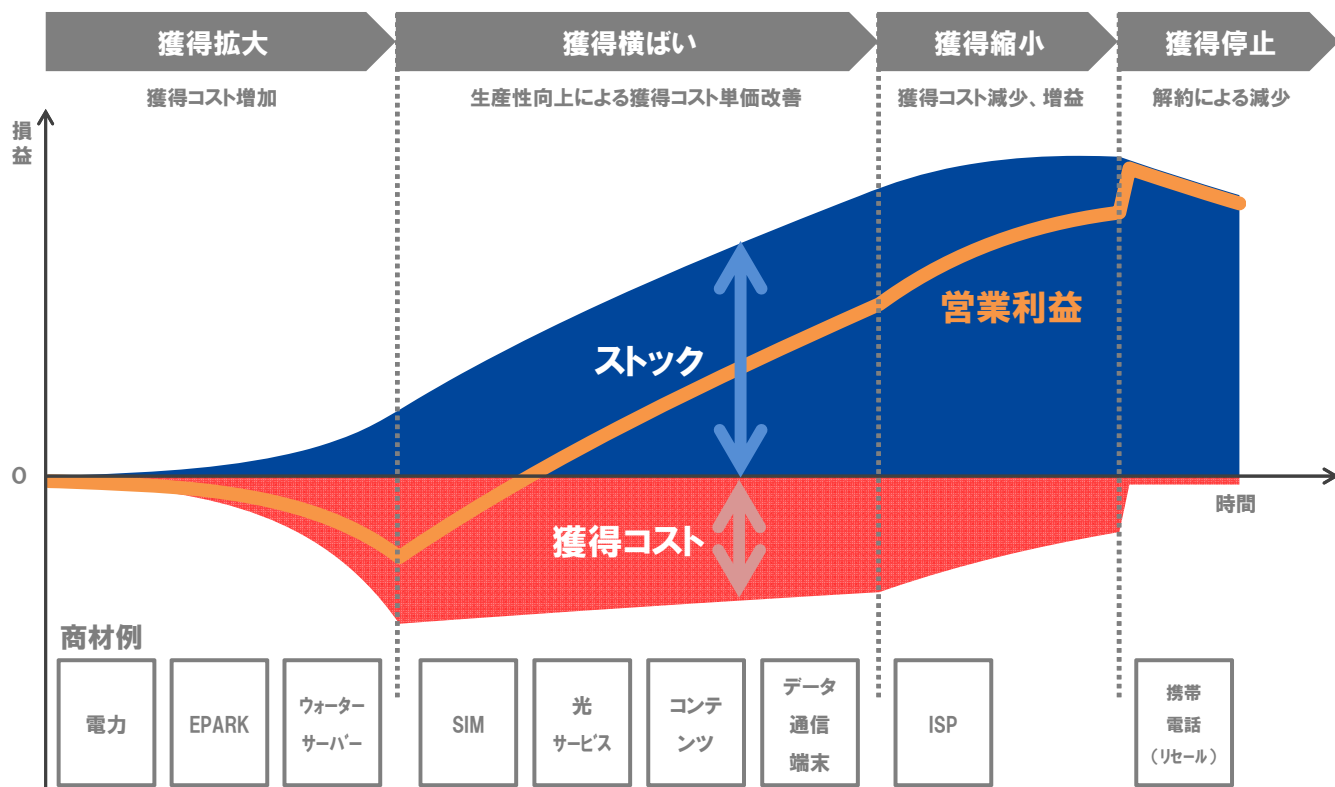 獲得拡大
獲得横ばい
獲得縮小
獲得停止
獲得コスト増加
生産性向上による獲得コスト単価改善
獲得コスト減少、増益
解約による減少
損
益
営業利益
ストック
0
時間
獲得コスト
商材例
電力
EPARK
ウォーター
サーバー
SIM
光
サービス
コンテ
ンツ
データ
通信
端末
ISP
携帯
電話
（リセール）